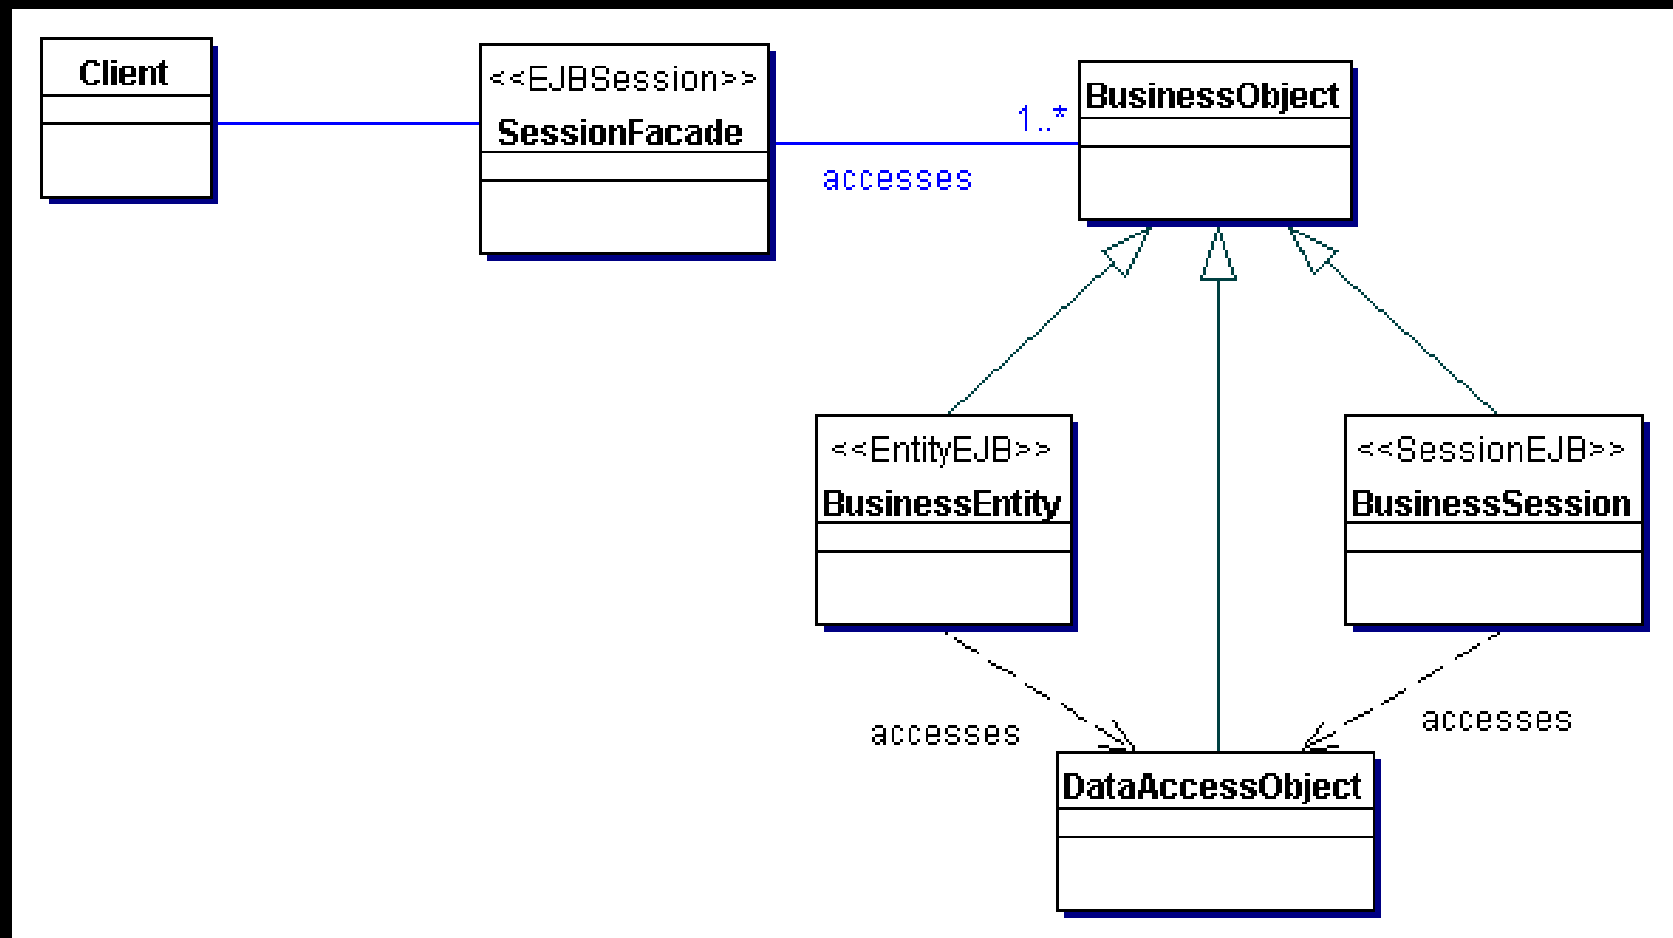 Client
<<EJBSession>>
SessionFacade
1..*
accesses
BusinessObject
<<EntityEJB>>
BusinessEntity
<<SessionEJB>>
BusinessSession
accesses
accesses
DataAccessObject